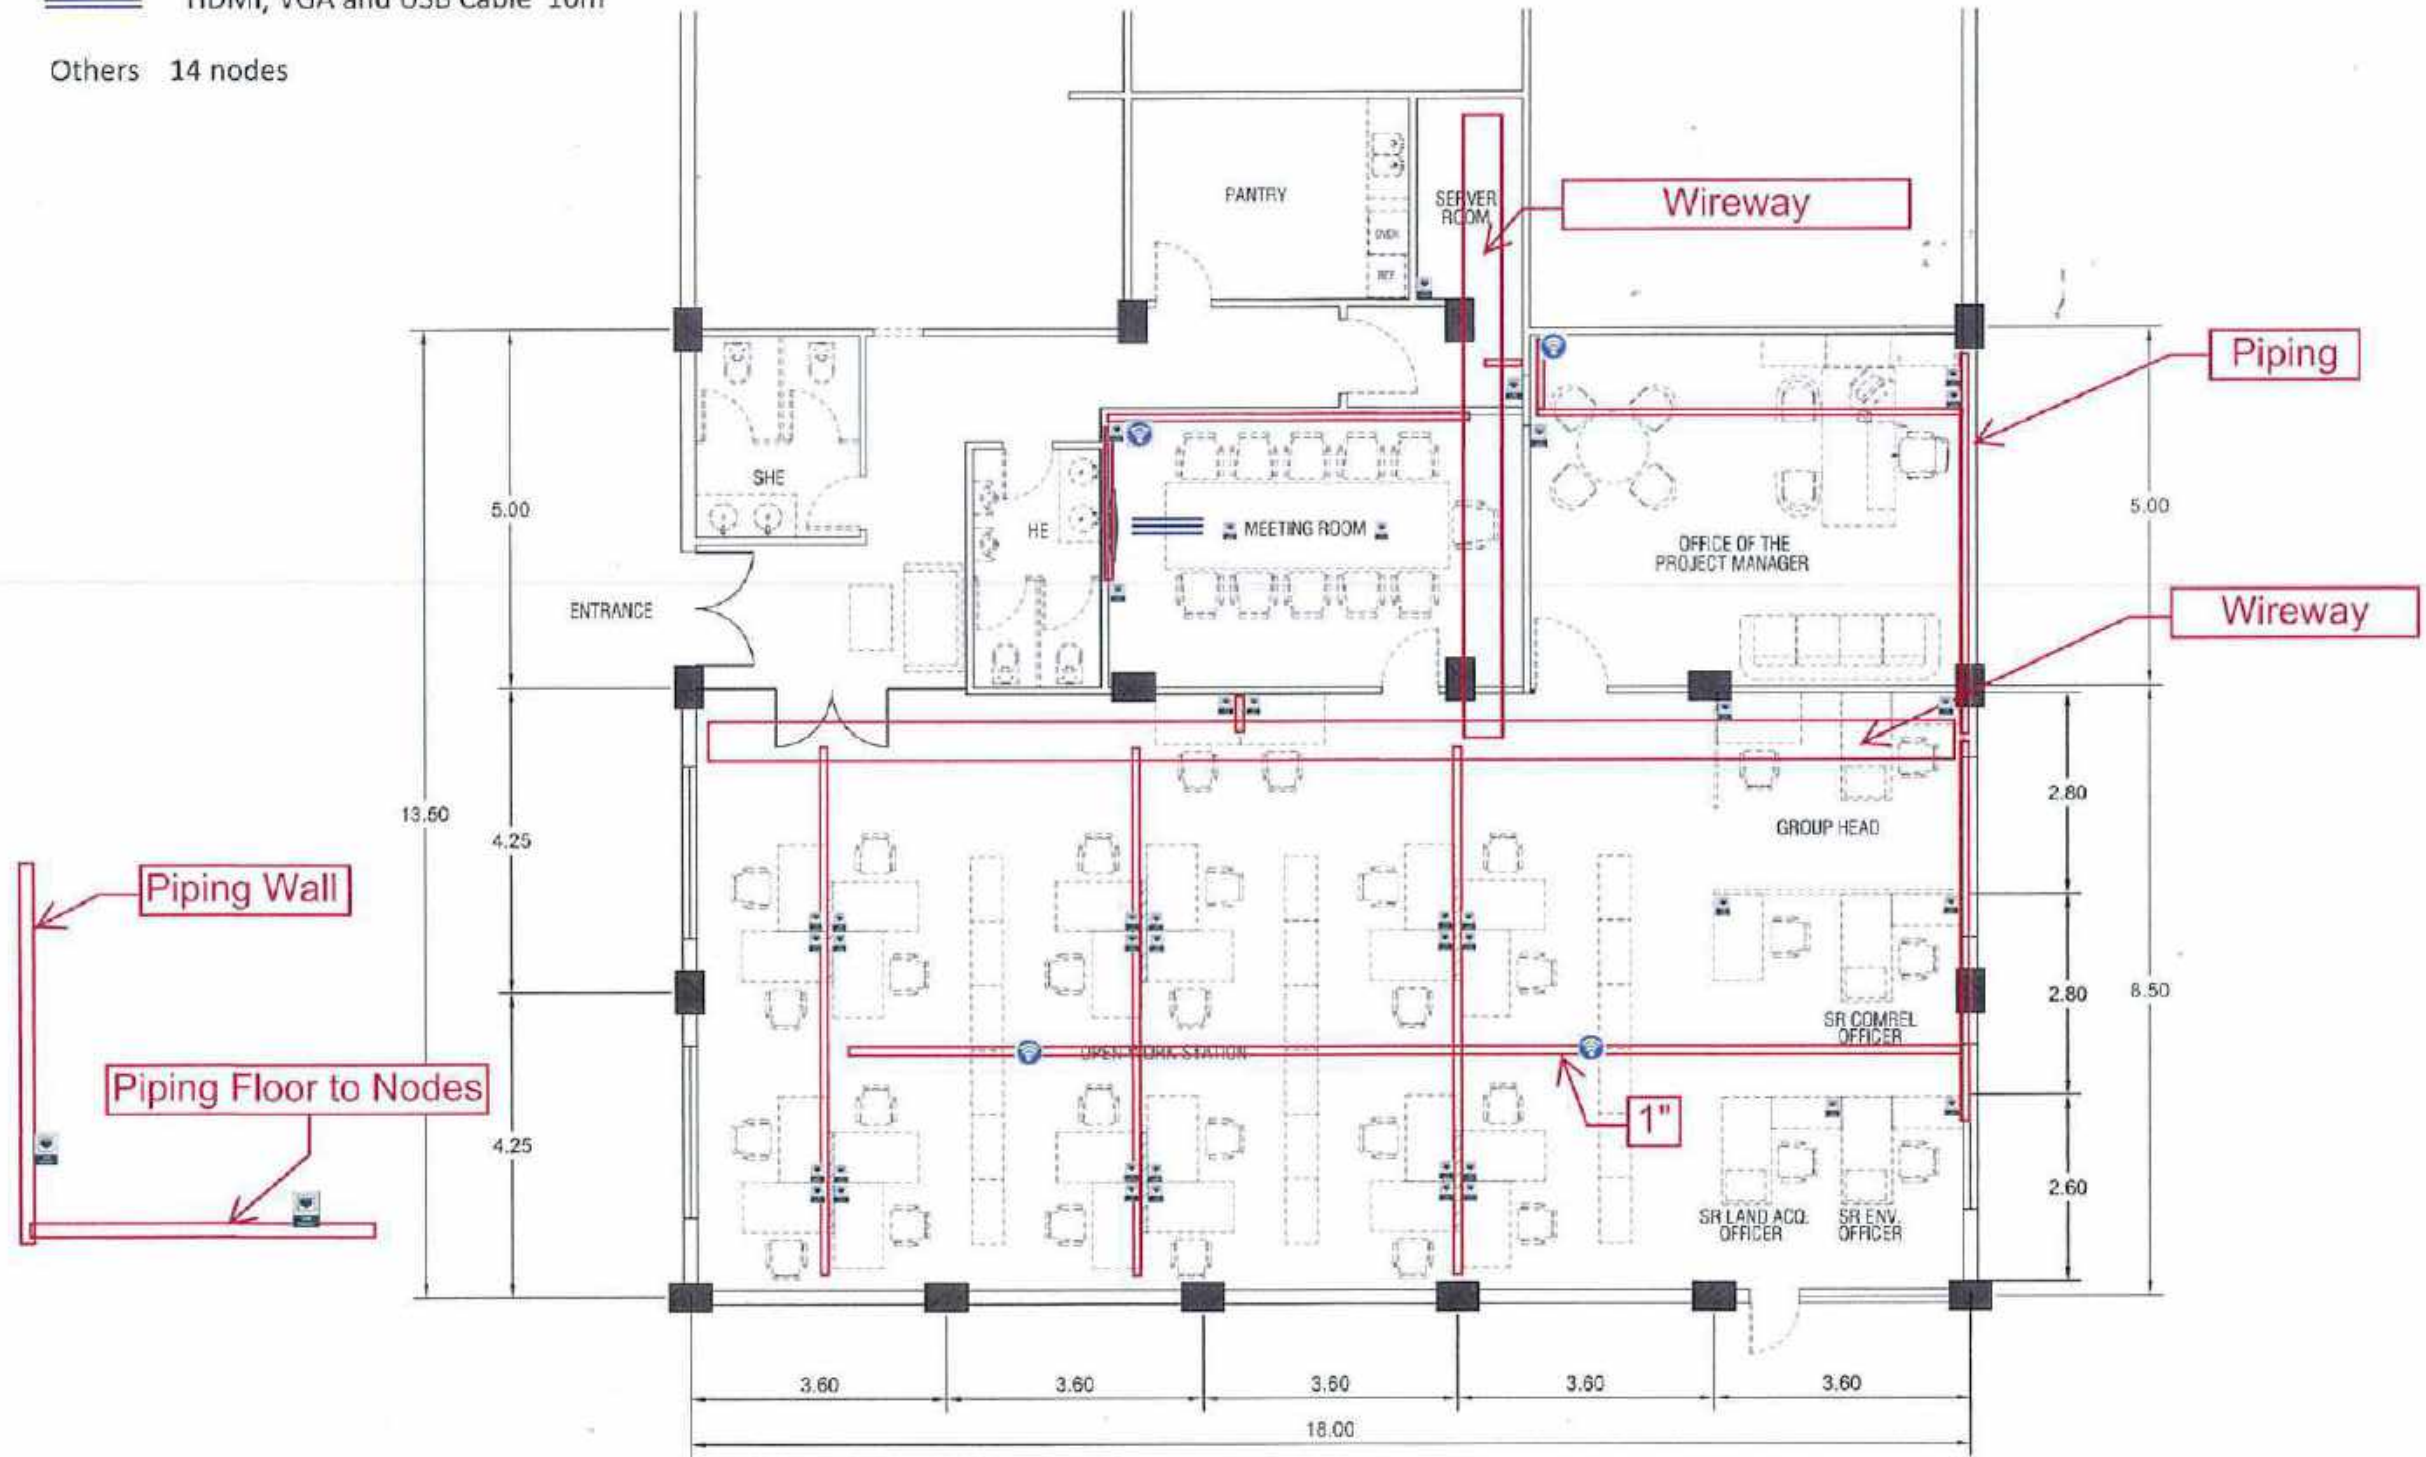 HDMI, VGA and USB Cable 10m
Others 14 nodes
PANTRY
SERVER
ROOM
Wireway
OVEN
REF
Piping
5.00
SHE
HE
MEETING ROOM
OFFICE OF THE
PROJECT MANAGER
5.00
ENTRANCE
Wireway
13.50
4.25
2.80
GROUP HEAD
Piping Wall
2.80
8.50
SR COMREL
OFFICER
OPEN WORK STATION
Piping Floor to Nodes
1"
4.25
2.60
SR LAND ACQ.
OFFICER
SR ENV.
OFFICER
3.60
3.60
3.60
3.60
3.60
18.00